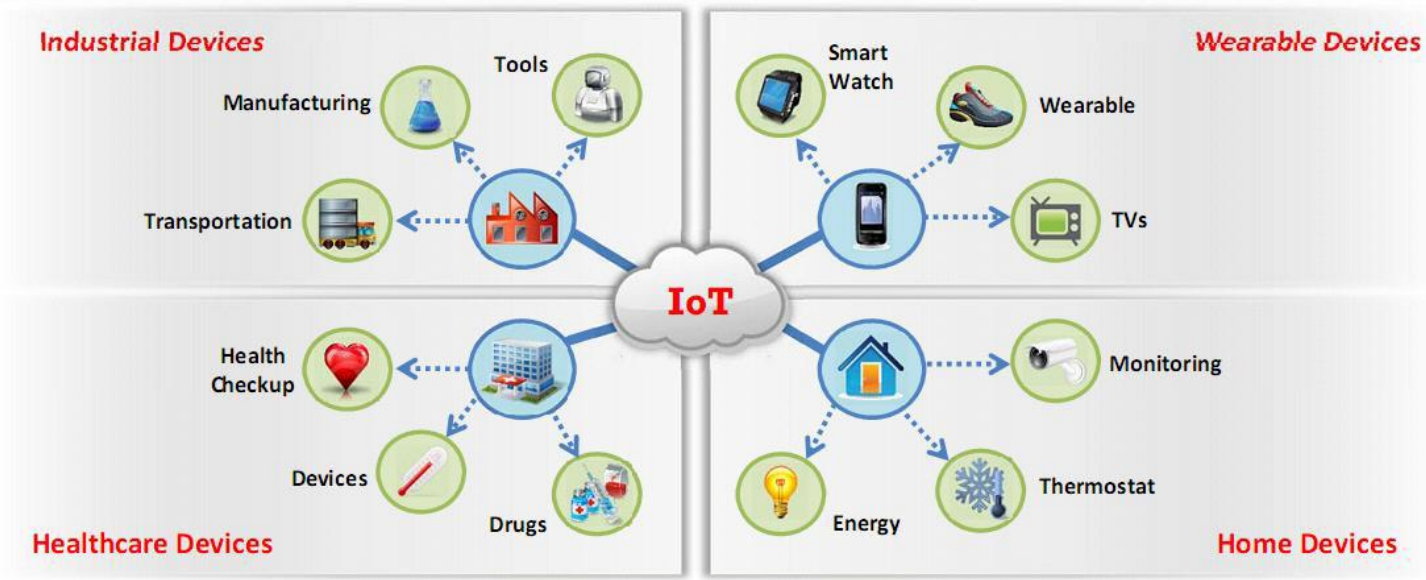 Industrial Devices
Tools
Manufacturing
Transportation
Wearable Devices
Smart
Watch
Wearable
TVs
IoT
Health
Checkup
Devices
Drugs
Healthcare Devices
Monitoring
Thermostat
Energy
Home Devices